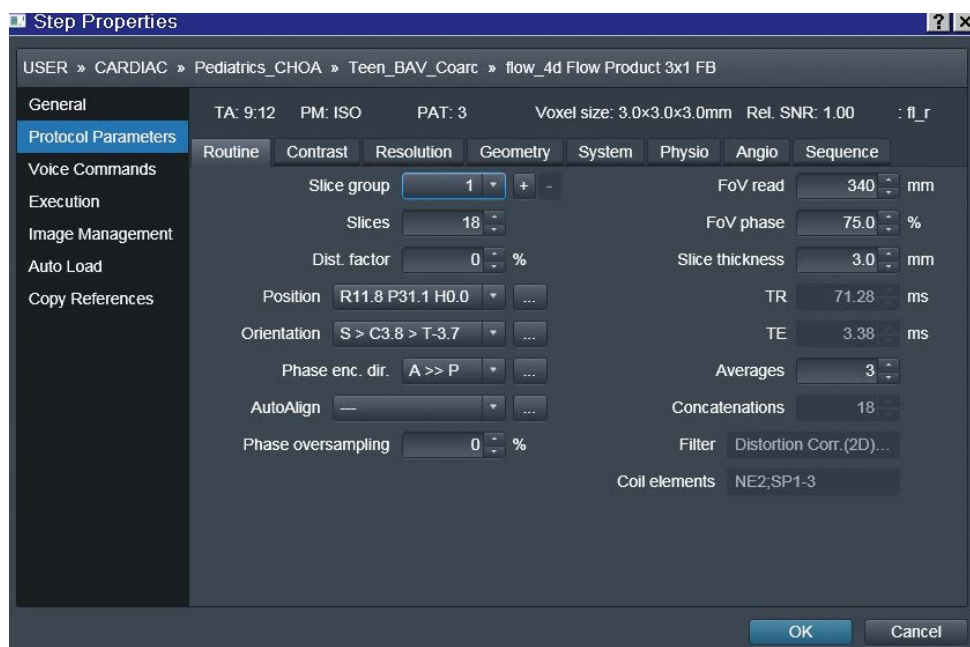 Step Properties
USER » CARDIAC » Pediatrics_CHOA » Teen_BAV_Coarc » flow_4d Flow Product 3x1 FB
General
Protocol Parameters
Voice Commands
Execution
Image Management
Auto Load
Copy References
TA: 9:12 PM: ISO PAT: 3 Voxel size: 3.0×3.0×3.0mm Rel. SNR: 1.00 : fl_r
Routine Contrast Resolution Geometry System Physio Angio Sequence
Slice group 1 + -
Slices 18
Dist. factor 0 %
Position R11.8 P31.1 H0.0 ...
Orientation S > C3.8 > T-3.7 ...
Phase enc. dir. A >> P ...
AutoAlign --- ...
Phase oversampling 0 %
FoV read 340 mm
FoV phase 75.0 %
Slice thickness 3.0 mm
TR 71.28 ms
TE 3.38 ms
Averages 3
Concatenations 18
Filter Distortion Corr.(2D)...
Coil elements NE2;SP1-3
OK Cancel